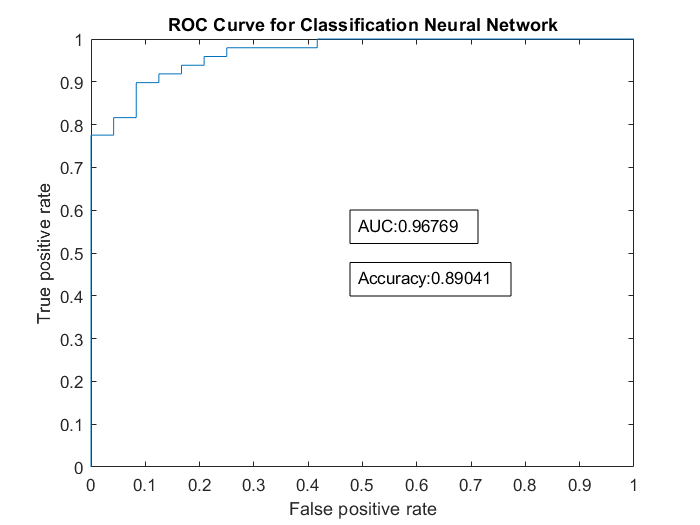 ROC Curve for Classification Neural Network
1
0.9
0.8
0.7
0.6
0.5
0.4
0.3
0.2
0.1
0
True positive rate
AUC:0.96769
Accuracy:0.89041
0 0.1 0.2 0.3 0.4 0.5 0.6 0.7 0.8 0.9 1
False positive rate